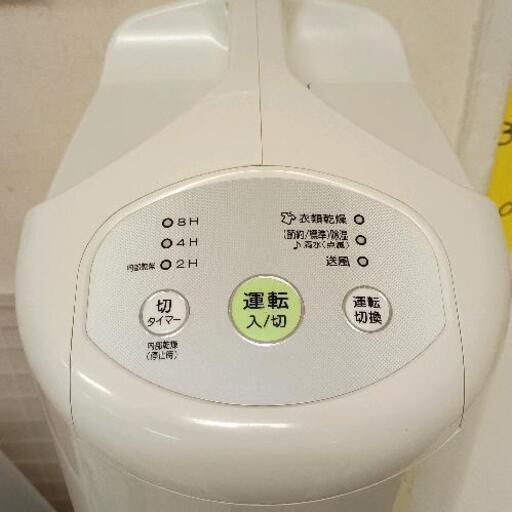 8H
4H
内部乾燥 2H
衣類乾燥
(節約/標準)除湿
♪満水(点滅)
送風
切
タイマー
運転
入/切
運転
切換
内部乾燥
(停止時)
3